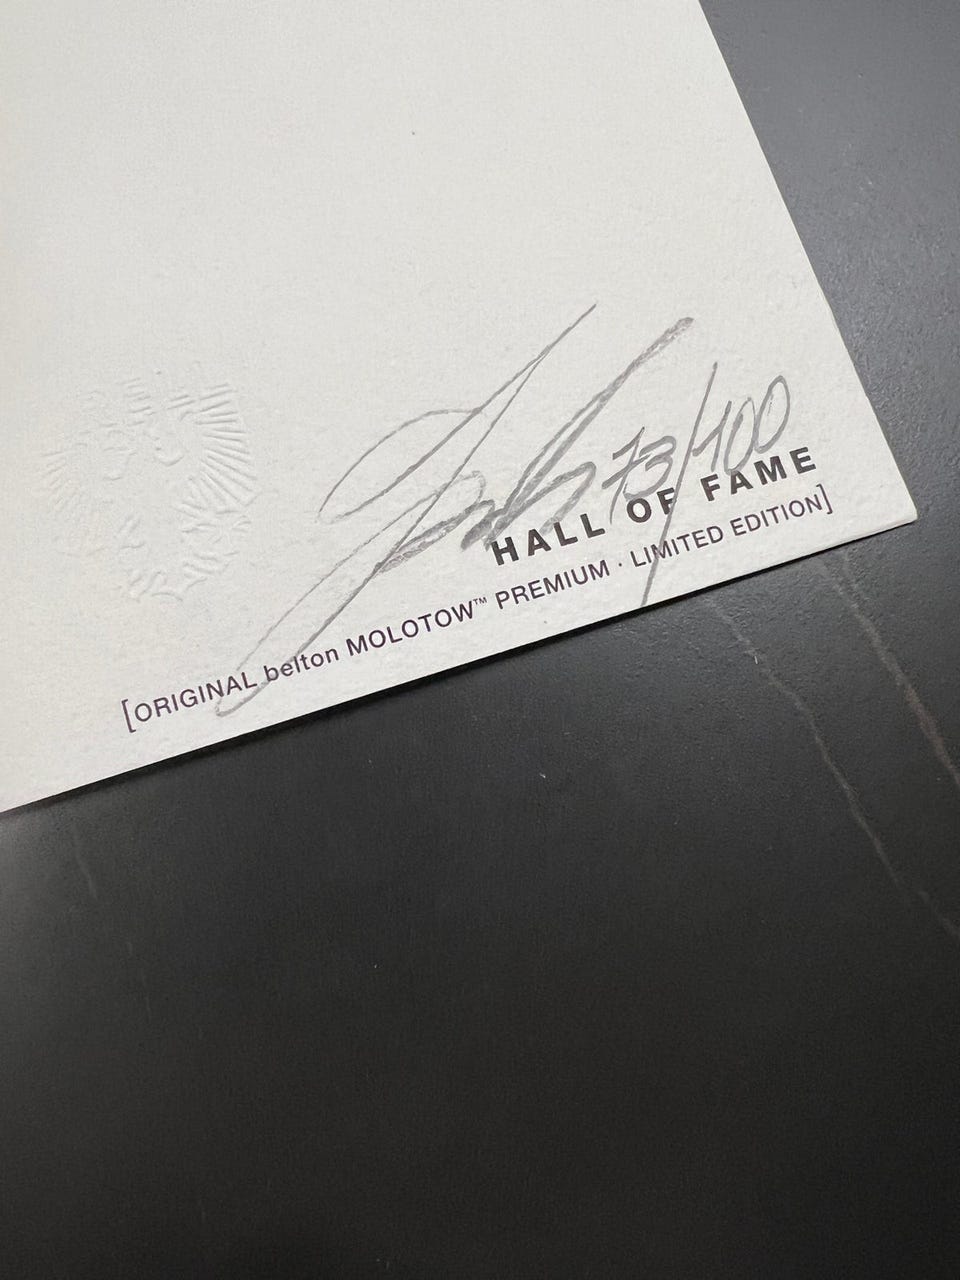 73/100
HALL OF FAME
[ORIGINAL belton MOLOTOW™ PREMIUM · LIMITED EDITION]